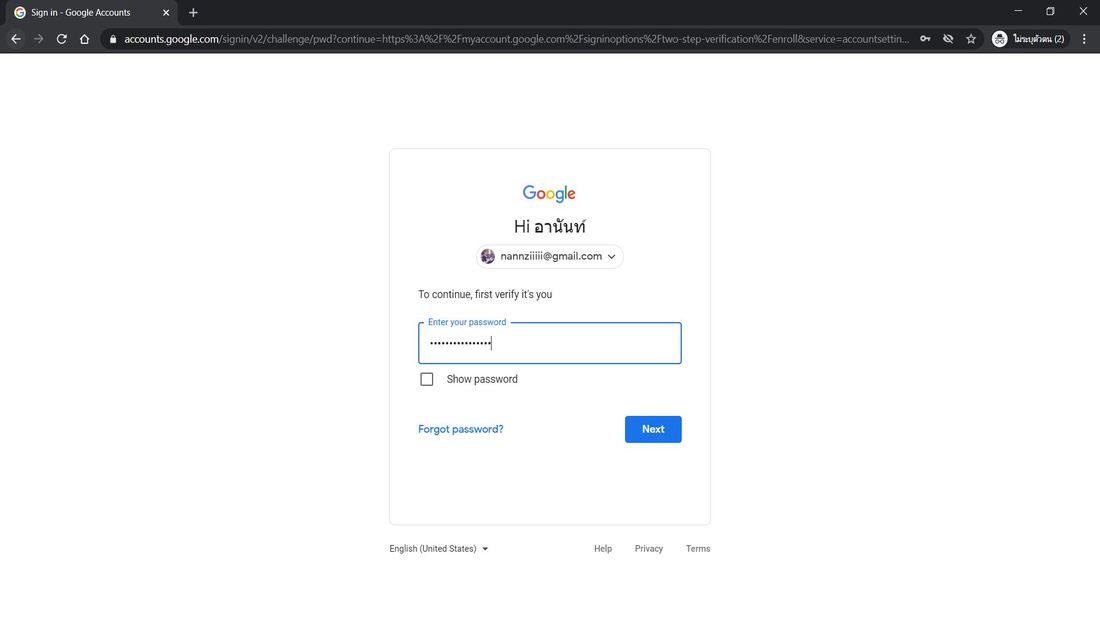 Sign in - Google Accounts
accounts.google.com/signin/v2/challenge/pwd?continue=https%3A%2F%2Fmyaccount.google.com%2Fsigninoptions%2Ftwo-step-verification%2Fenroll&service=accountsettin...
ไม่ระบุตัวตน (2)
Google
Hi อานันท์
nannziiiii@gmail.com
To continue, first verify it's you
Enter your password
••••••••••••••••
Show password
Forgot password?
Next
English (United States)
Help Privacy Terms